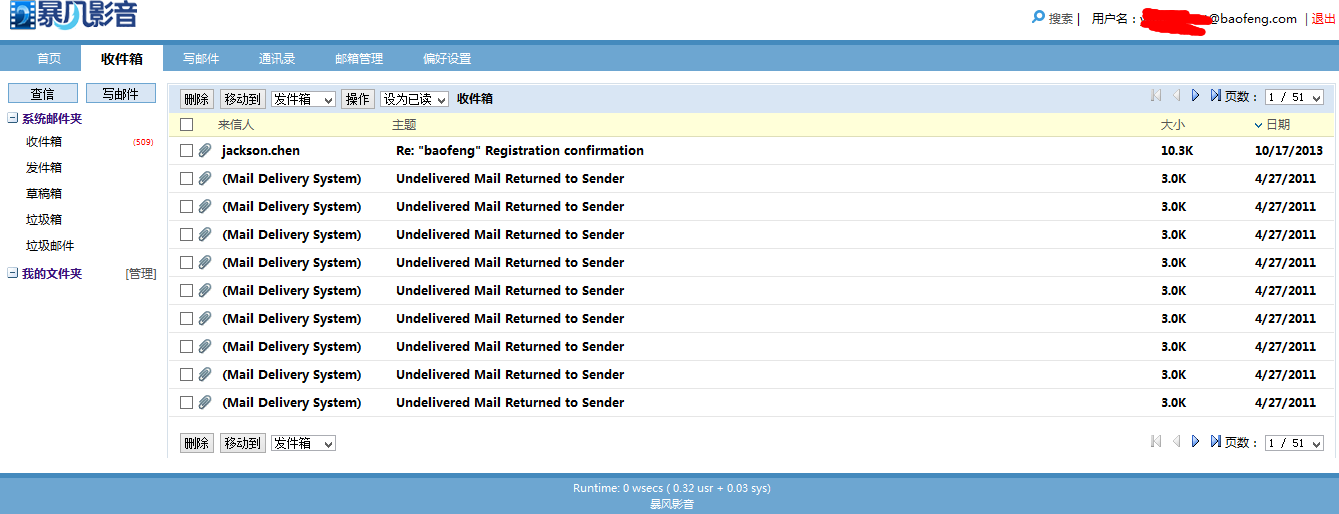 暴风影音
搜索 | 用户名： @baofeng.com | 退出
首页 收件箱 写邮件 通讯录 邮箱管理 偏好设置
查信 写邮件
系统邮件夹
收件箱 (509)
发件箱
草稿箱
垃圾箱
垃圾邮件
我的文件夹 [管理]
删除 移动到 发件箱 操作 设为已读 收件箱 页数： 1 / 51
来信人 主题 大小 日期
jackson.chen Re: "baofeng" Registration confirmation 10.3K 10/17/2013
(Mail Delivery System) Undelivered Mail Returned to Sender 3.0K 4/27/2011
(Mail Delivery System) Undelivered Mail Returned to Sender 3.0K 4/27/2011
(Mail Delivery System) Undelivered Mail Returned to Sender 3.0K 4/27/2011
(Mail Delivery System) Undelivered Mail Returned to Sender 3.0K 4/27/2011
(Mail Delivery System) Undelivered Mail Returned to Sender 3.0K 4/27/2011
(Mail Delivery System) Undelivered Mail Returned to Sender 3.0K 4/27/2011
(Mail Delivery System) Undelivered Mail Returned to Sender 3.0K 4/27/2011
(Mail Delivery System) Undelivered Mail Returned to Sender 3.0K 4/27/2011
(Mail Delivery System) Undelivered Mail Returned to Sender 3.0K 4/27/2011
删除 移动到 发件箱 页数： 1 / 51
Runtime: 0 wsecs ( 0.32 usr + 0.03 sys)
暴风影音